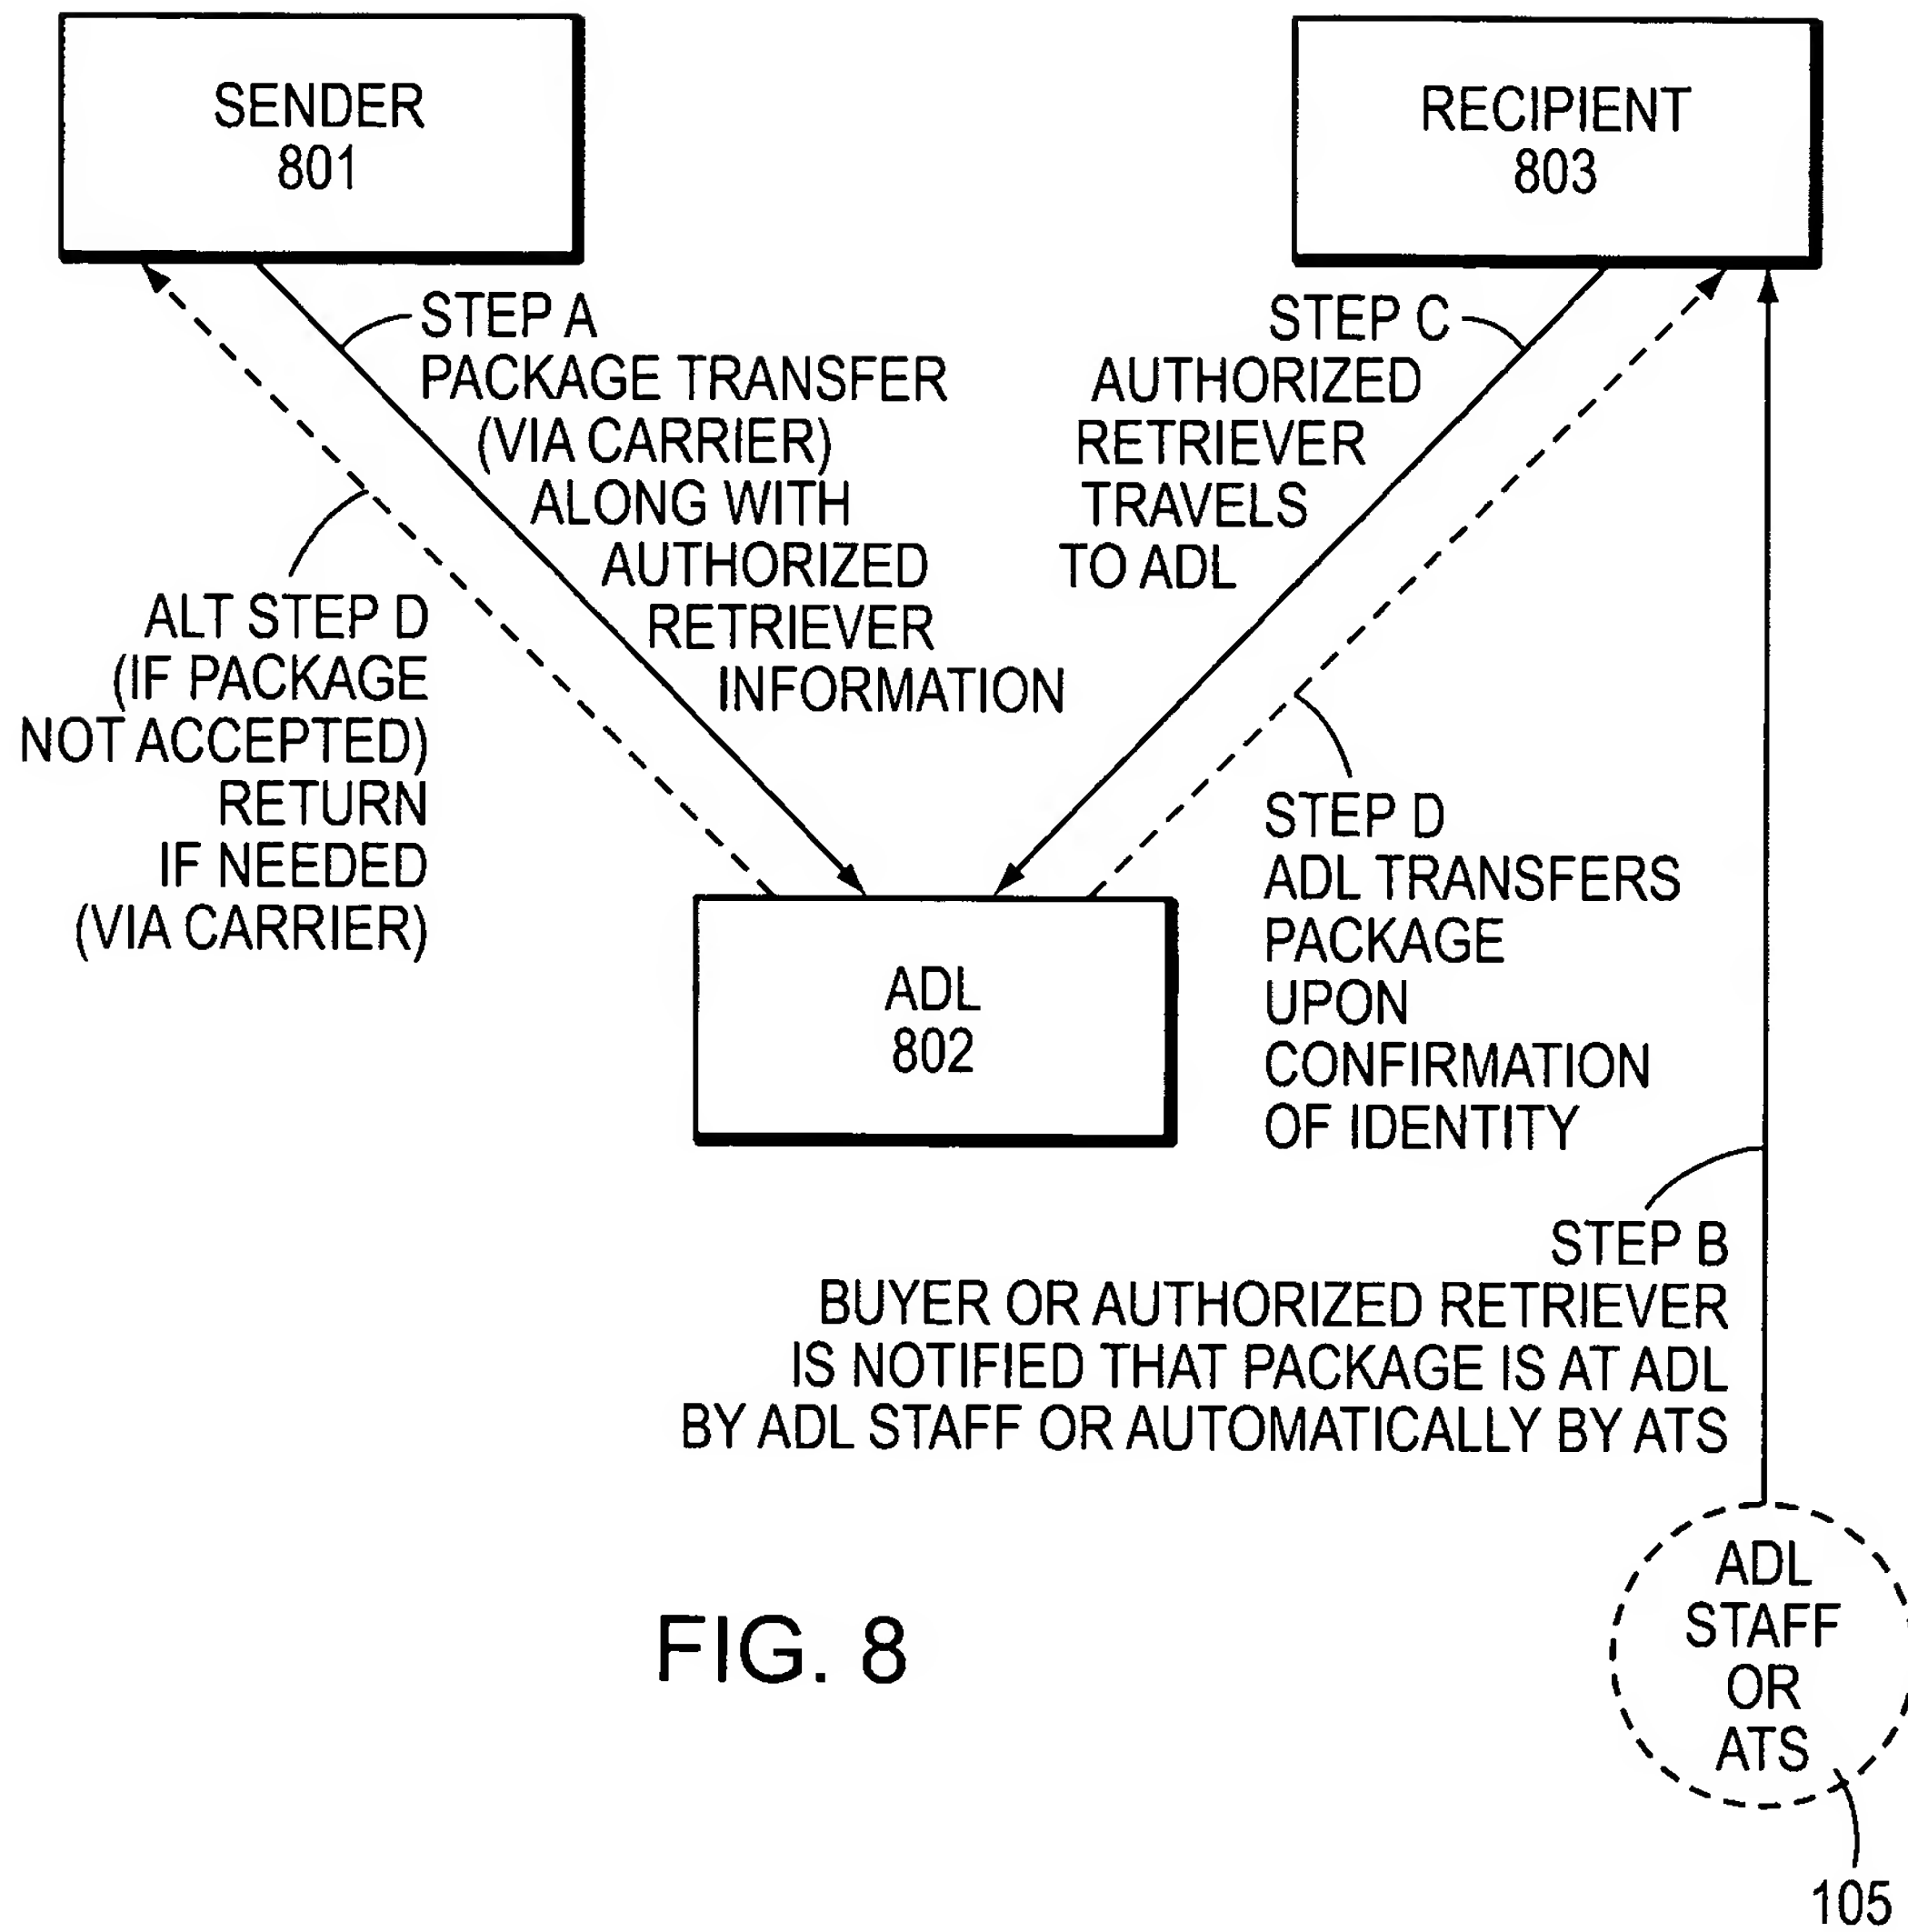 SENDER
801
RECIPIENT
803
STEP A
PACKAGE TRANSFER
(VIA CARRIER)
ALONG WITH
AUTHORIZED
RETRIEVER
INFORMATION
STEP C
AUTHORIZED
RETRIEVER
TRAVELS
TO ADL
ALT STEP D
(IF PACKAGE
NOT ACCEPTED)
RETURN
IF NEEDED
(VIA CARRIER)
STEP D
ADL TRANSFERS
PACKAGE
UPON
CONFIRMATION
OF IDENTITY
ADL
802
STEP B
BUYER OR AUTHORIZED RETRIEVER
IS NOTIFIED THAT PACKAGE IS AT ADL
BY ADL STAFF OR AUTOMATICALLY BY ATS
ADL
STAFF
OR
ATS
105
FIG. 8